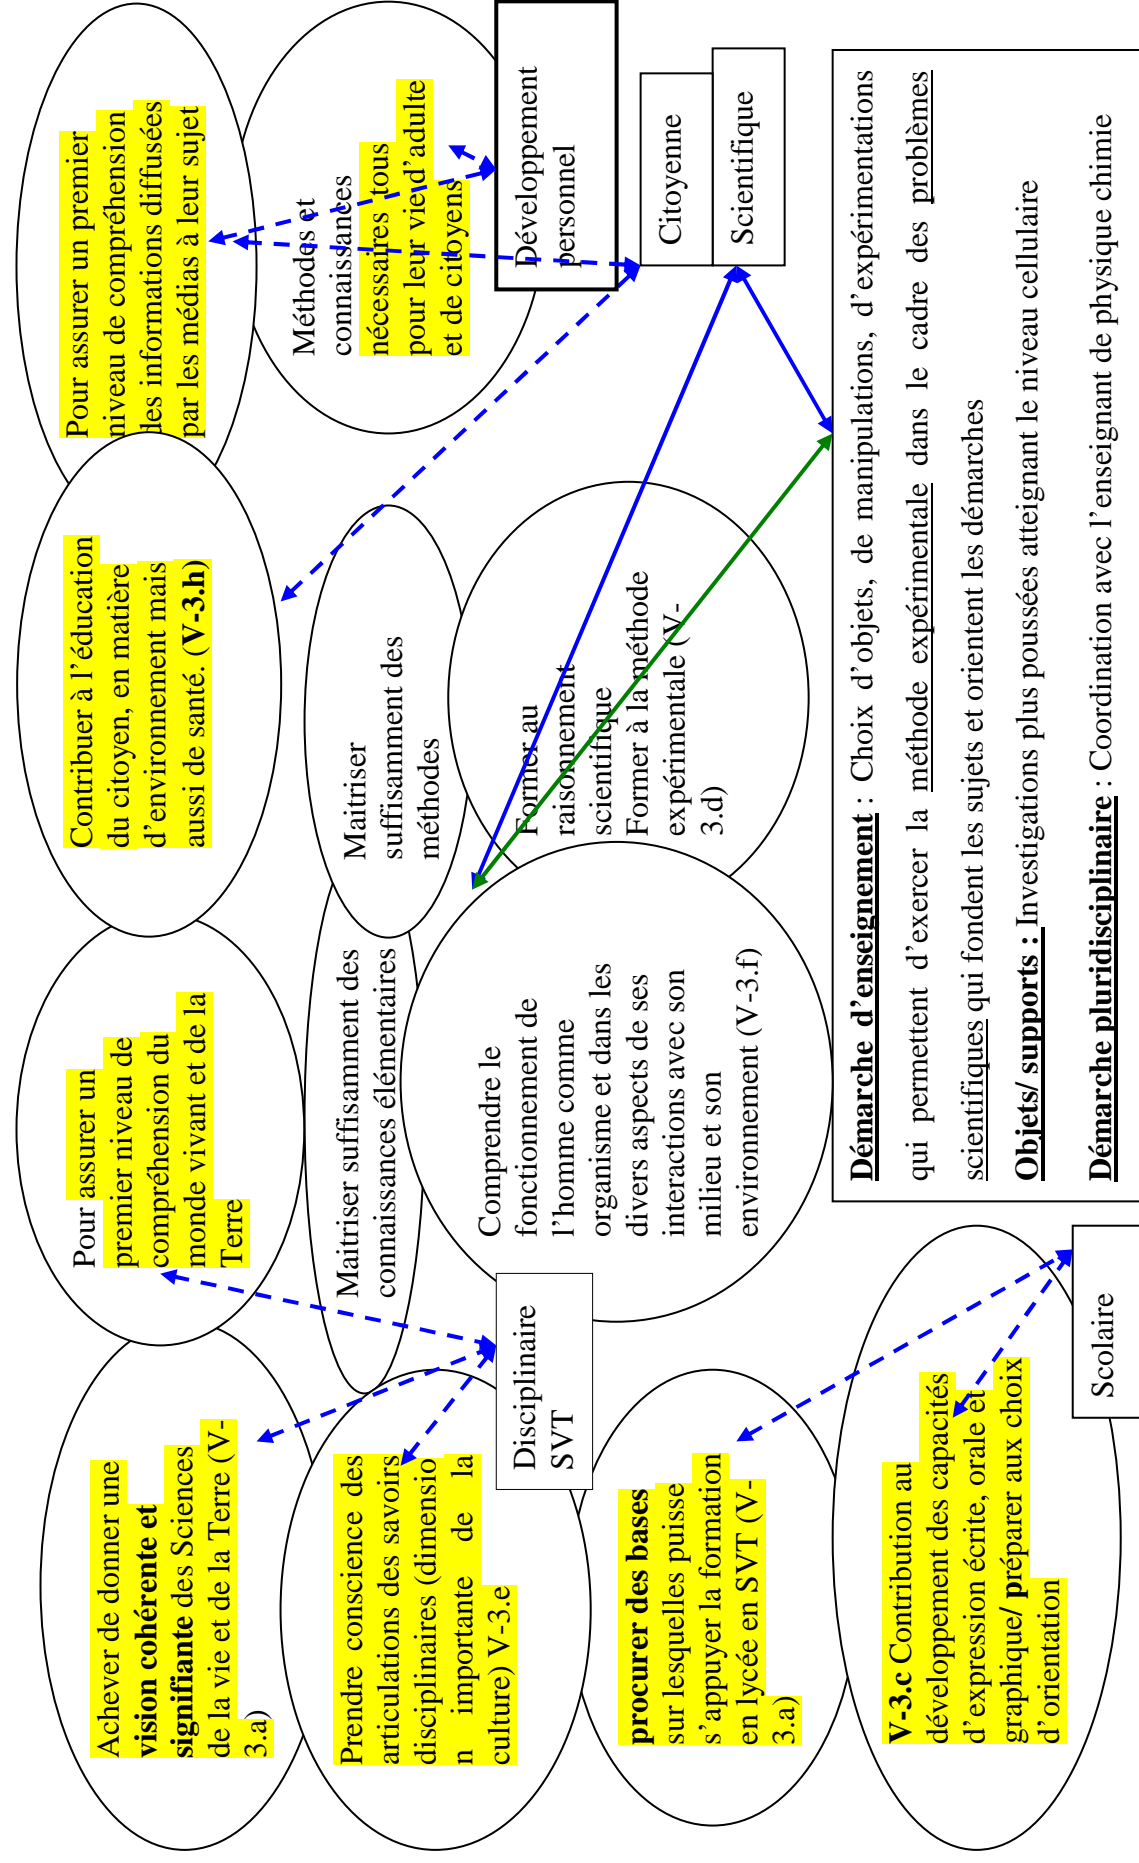 Achever de donner une
vision cohérente et
signifiante des Sciences
de la vie et de la Terre (V-
3.a)
Pour assurer un
premier niveau de
compréhension du
monde vivant et de la
Terre
Contribuer à l'éducation
du citoyen, en matière
d'environnement mais
aussi de santé. (V-3.h)
Pour assurer un premier
niveau de compréhension
des informations diffusées
par les médias à leur sujet
Prendre conscience des
articulations des savoirs
disciplinaires (dimensio
n importante de la
culture) V-3.e
Maitriser suffisamment des
connaissances élémentaires
Maitriser
suffisamment des
méthodes
Méthodes et
connaissances
nécessaires tous
pour leur vie d'adulte
et de citoyens
Disciplinaire
SVT
Comprendre le
fonctionnement de
l'homme comme
organisme et dans les
divers aspects de ses
interactions avec son
milieu et son
environnement (V-3.f)
Former au
raisonnement
scientifique
Former à la méthode
expérimentale (V-
3.d)
Développement
personnel
Citoyenne
Scientifique
procurer des bases
sur lesquelles puisse
s'appuyer la formation
en lycée en SVT (V-
3.a)
V-3.c Contribution au
développement des capacités
d'expression écrite, orale et
graphique/ préparer aux choix
d'orientation
Scolaire
Démarche d'enseignement : Choix d'objets, de manipulations, d'expérimentations
qui permettent d'exercer la méthode expérimentale dans le cadre des problèmes
scientifiques qui fondent les sujets et orientent les démarches
Objets/ supports : Investigations plus poussées atteignant le niveau cellulaire
Démarche pluridisciplinaire : Coordination avec l'enseignant de physique chimie